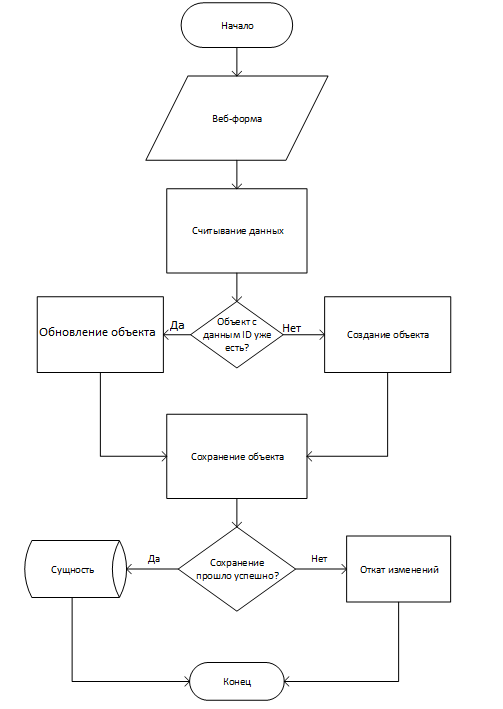 Начало
Веб-форма
Считывание данных
Обновление объекта
Да
Объект с
данным ID уже
есть?
Нет
Создание объекта
Сохранение объекта
Сущность
Да
Сохранение
прошло успешно?
Нет
Откат изменений
Конец